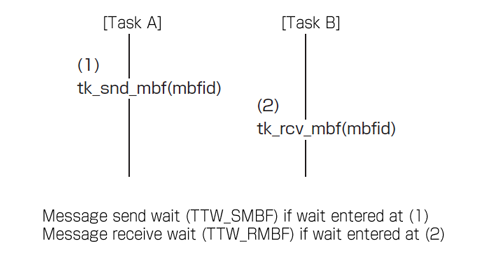 [Task A]
[Task B]
(1)
tk_snd_mbf(mbfid)
(2)
tk_rcv_mbf(mbfid)
Message send wait (TTW_SMBF) if wait entered at (1)
Message receive wait (TTW_RMBF) if wait entered at (2)